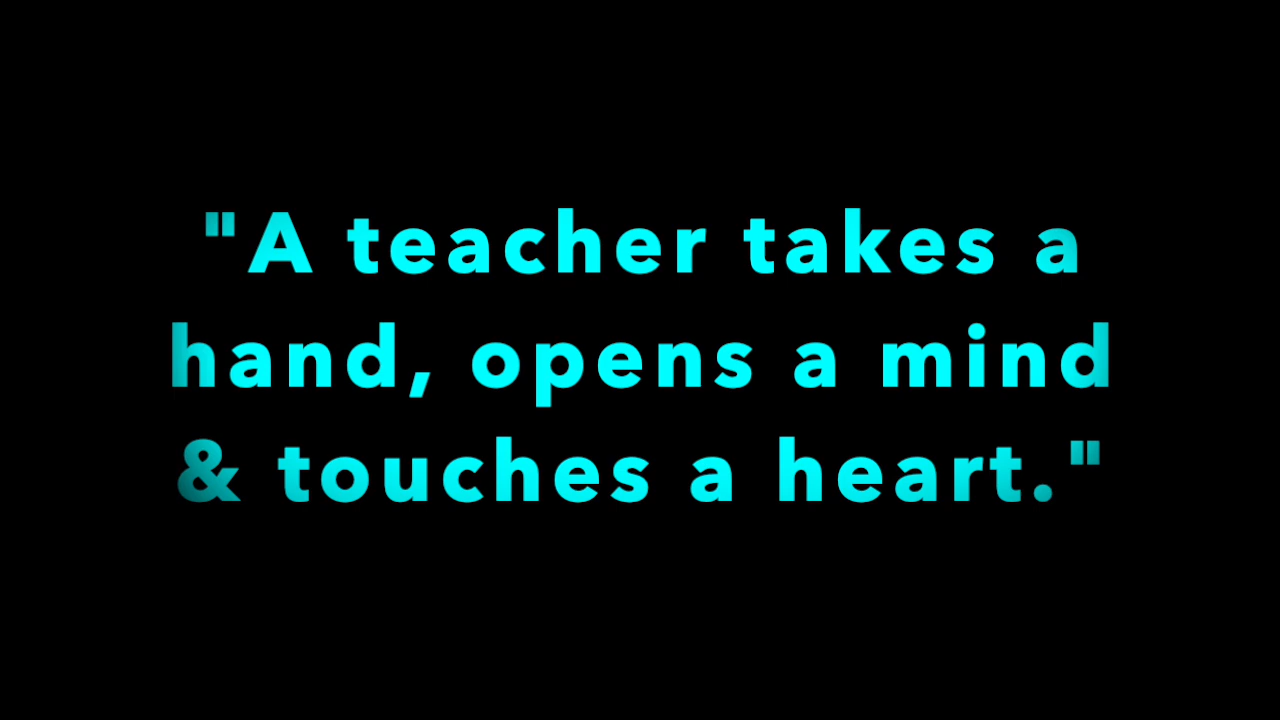 "A teacher takes a
hand, opens a mind
& touches a heart."